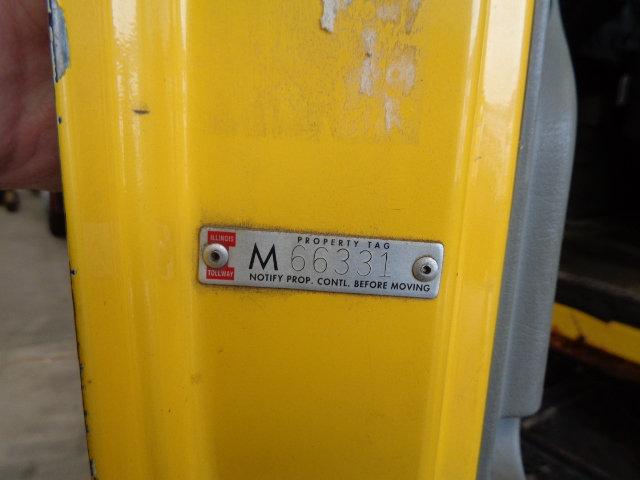 ILLINOIS
TOLLWAY
PROPERTY TAG
M 66331
NOTIFY PROP. CONTL. BEFORE MOVING